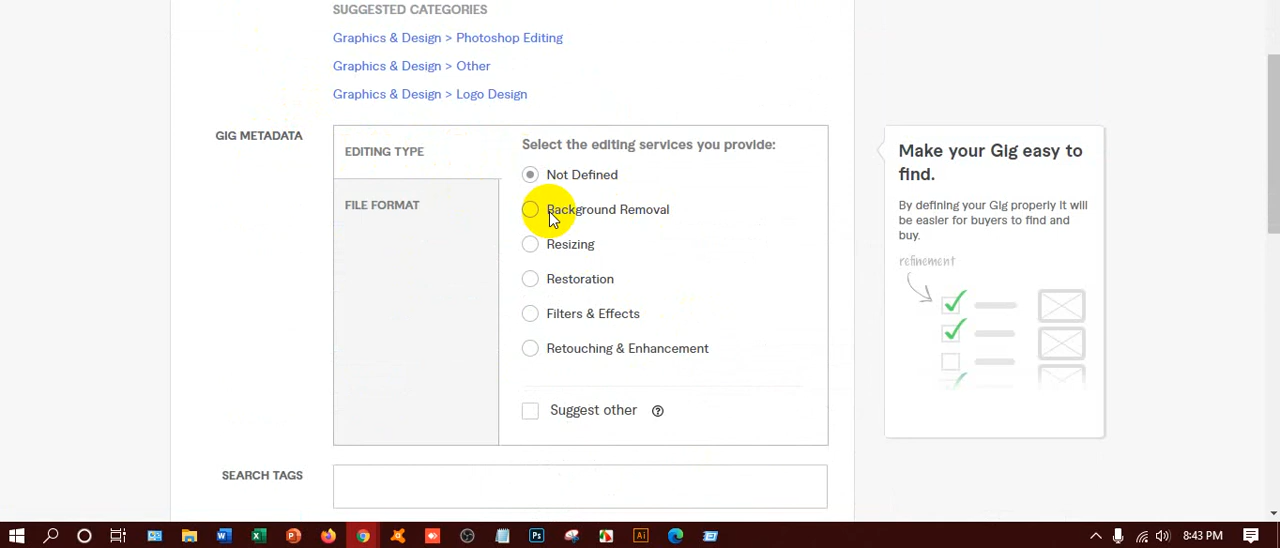 SUGGESTED CATEGORIES
Graphics & Design > Photoshop Editing
Graphics & Design > Other
Graphics & Design > Logo Design
GIG METADATA
EDITING TYPE
FILE FORMAT
Select the editing services you provide:
Not Defined
Background Removal
Resizing
Restoration
Filters & Effects
Retouching & Enhancement
Suggest other ?
Make your Gig easy to
find.
By defining your Gig properly it will
be easier for buyers to find and
buy.
refinement
SEARCH TAGS
8:43 PM